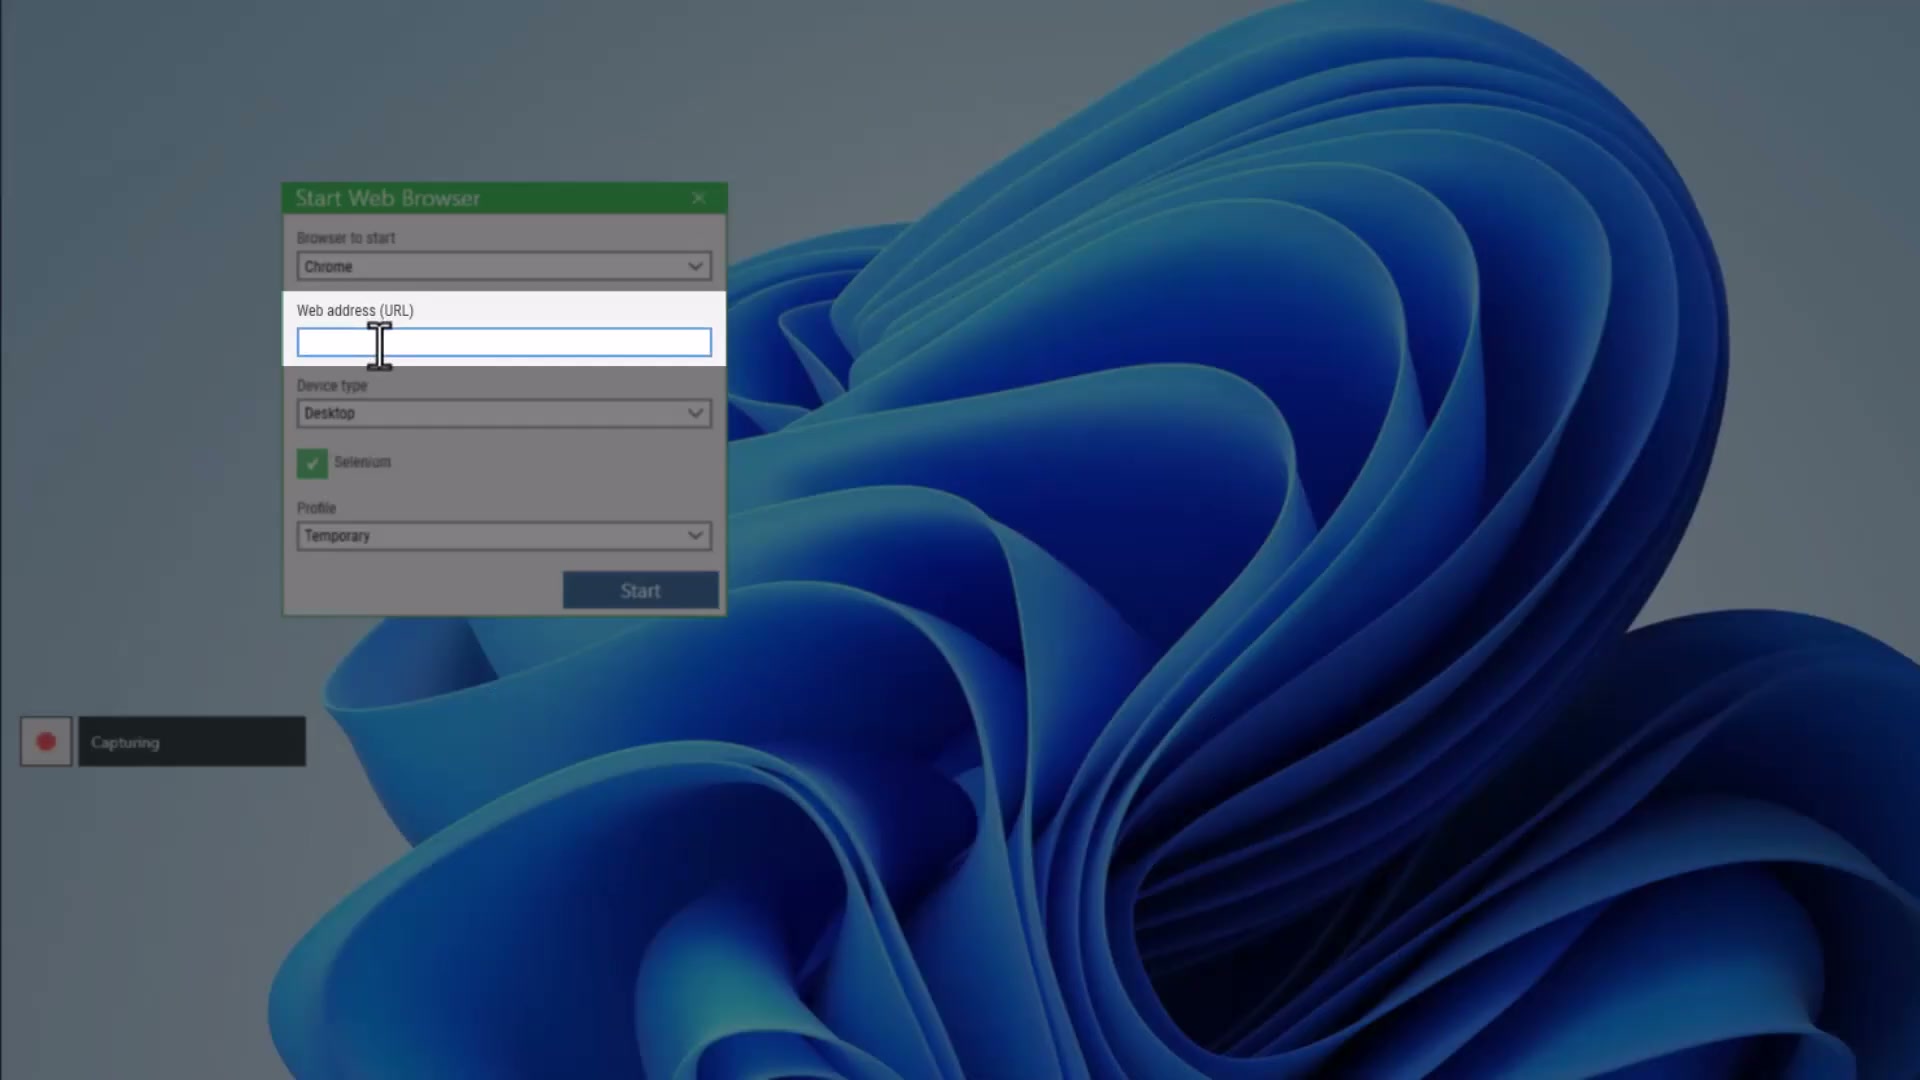 Start Web Browser
Browser to start
Chrome
Web address (URL)
Device type
Desktop
Selenium
Profile
Temporary
Start
Capturing